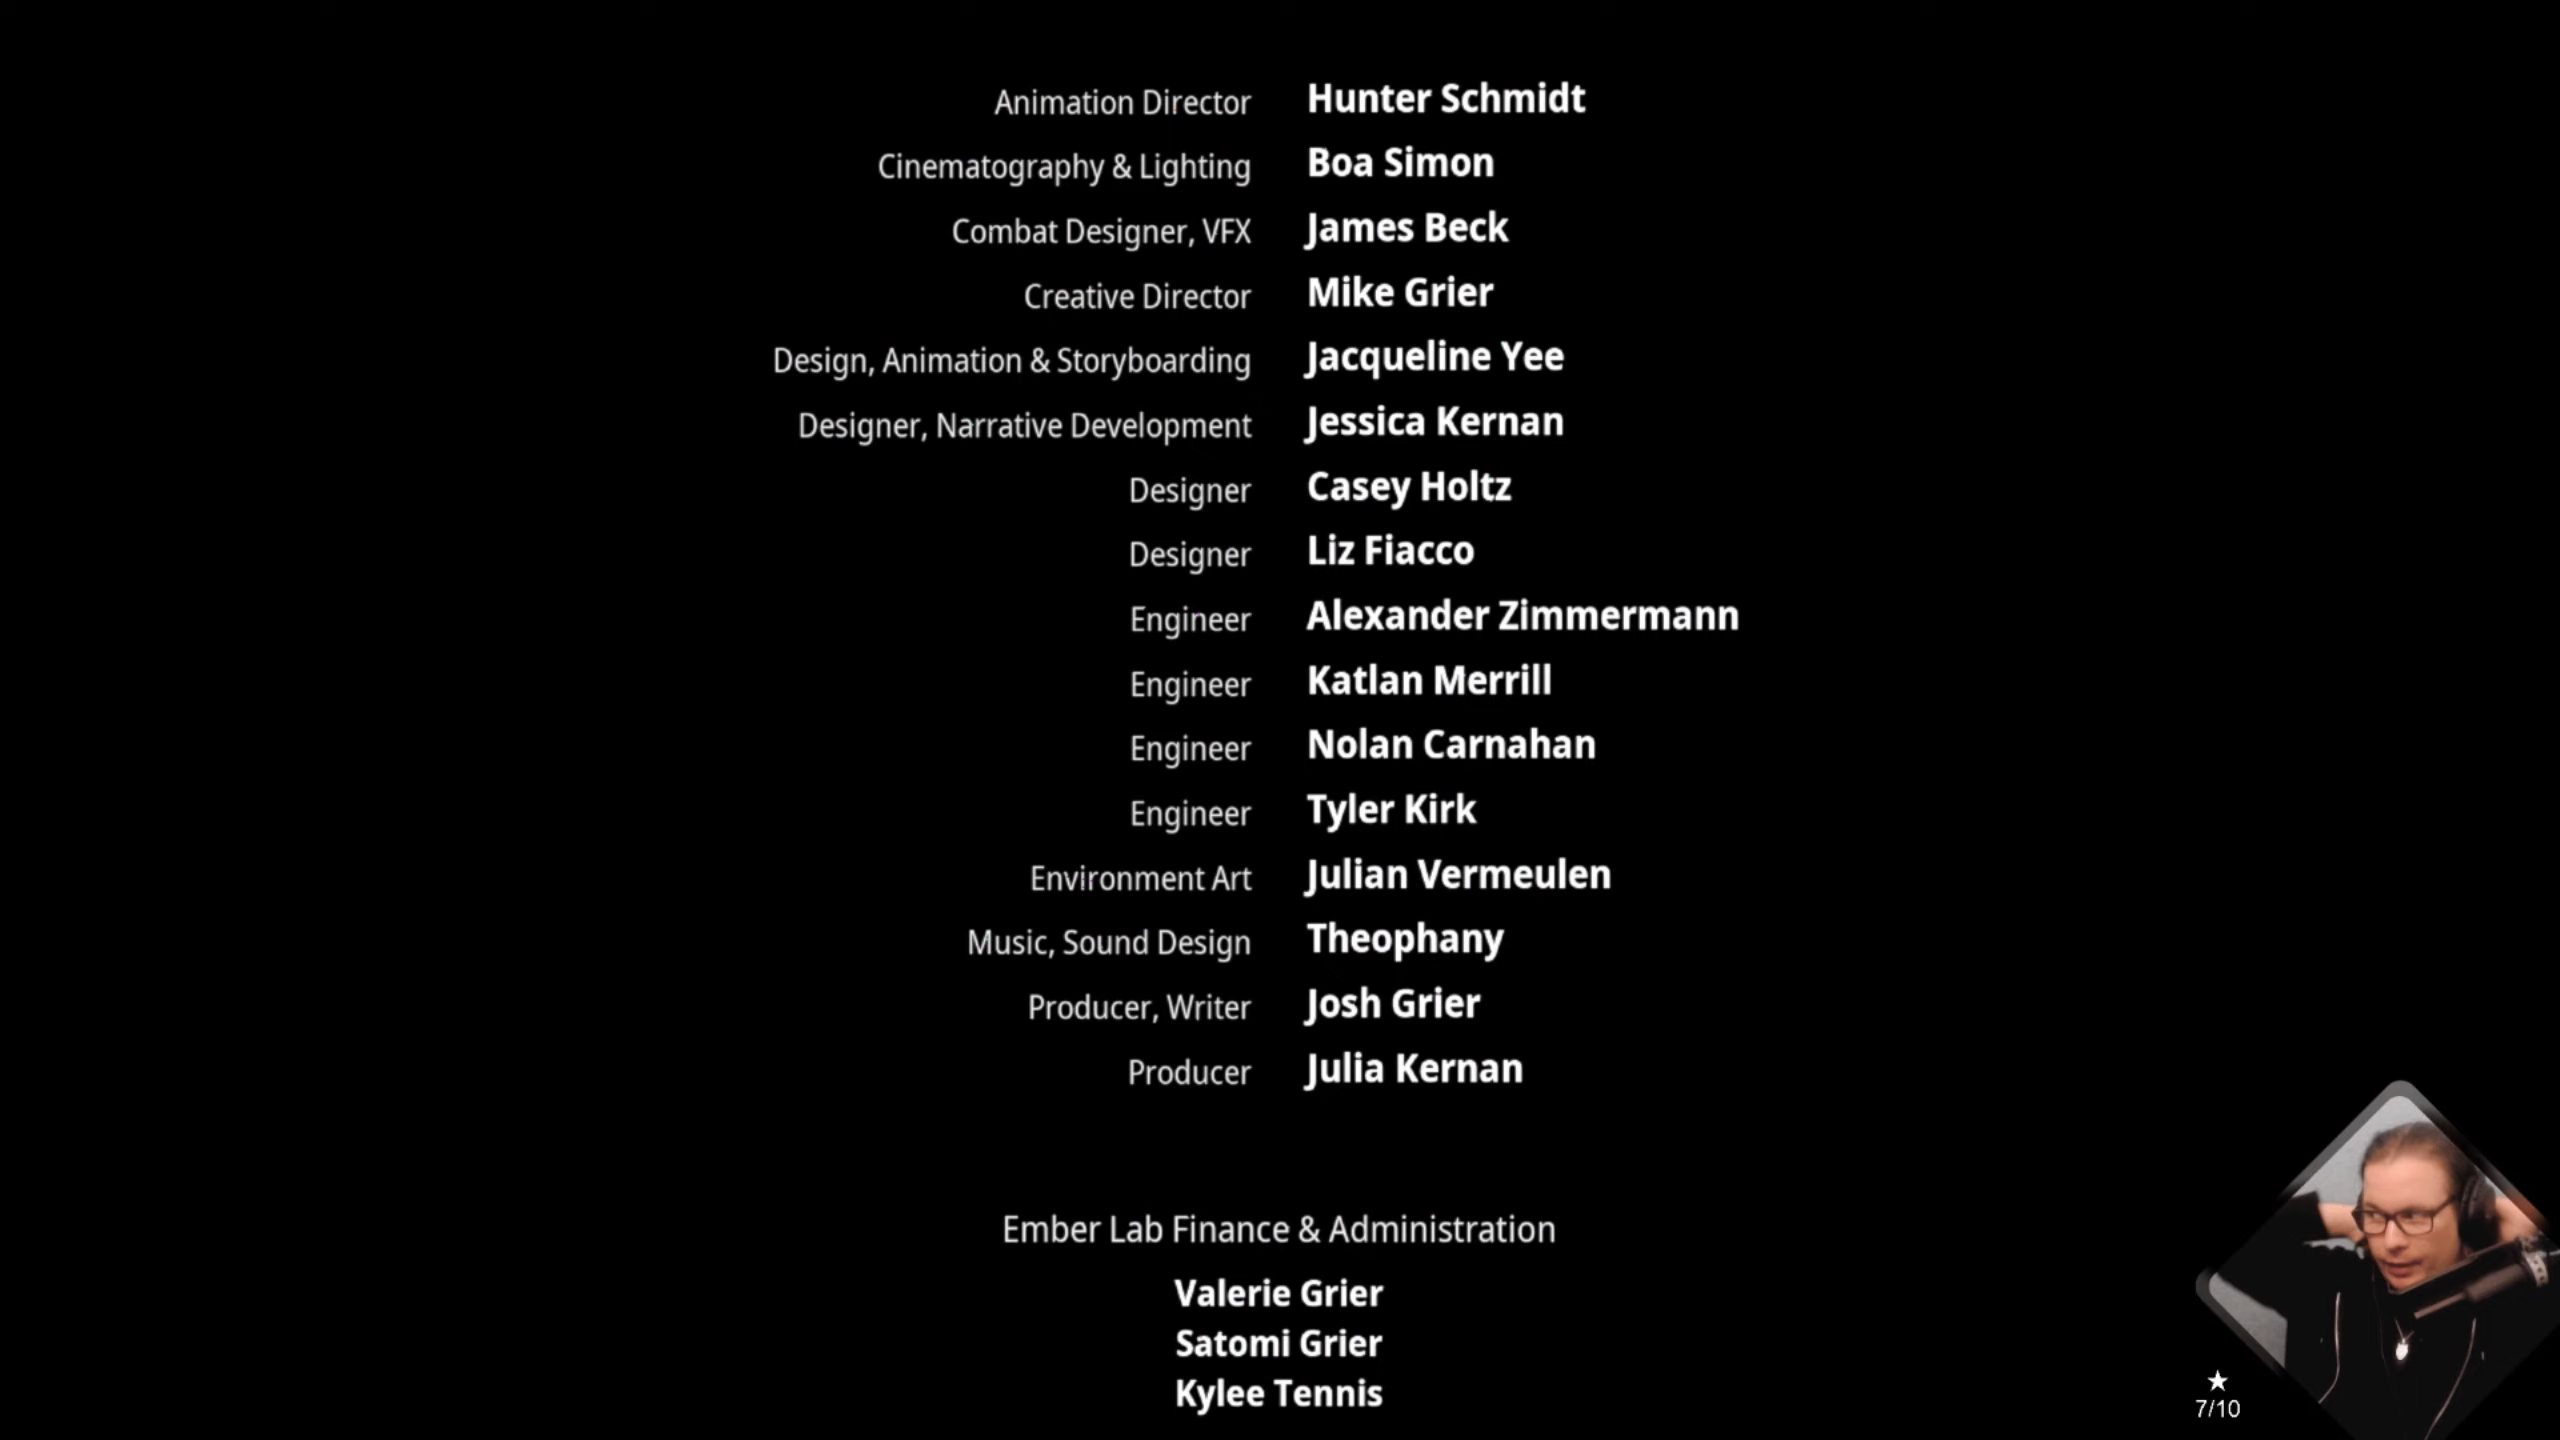 Animation Director Hunter Schmidt
Cinematography & Lighting Boa Simon
Combat Designer, VFX James Beck
Creative Director Mike Grier
Design, Animation & Storyboarding Jacqueline Yee
Designer, Narrative Development Jessica Kernan
Designer Casey Holtz
Designer Liz Fiacco
Engineer Alexander Zimmermann
Engineer Katlan Merrill
Engineer Nolan Carnahan
Engineer Tyler Kirk
Environment Art Julian Vermeulen
Music, Sound Design Theophany
Producer, Writer Josh Grier
Producer Julia Kernan
Ember Lab Finance & Administration
Valerie Grier
Satomi Grier
Kylee Tennis
7/10